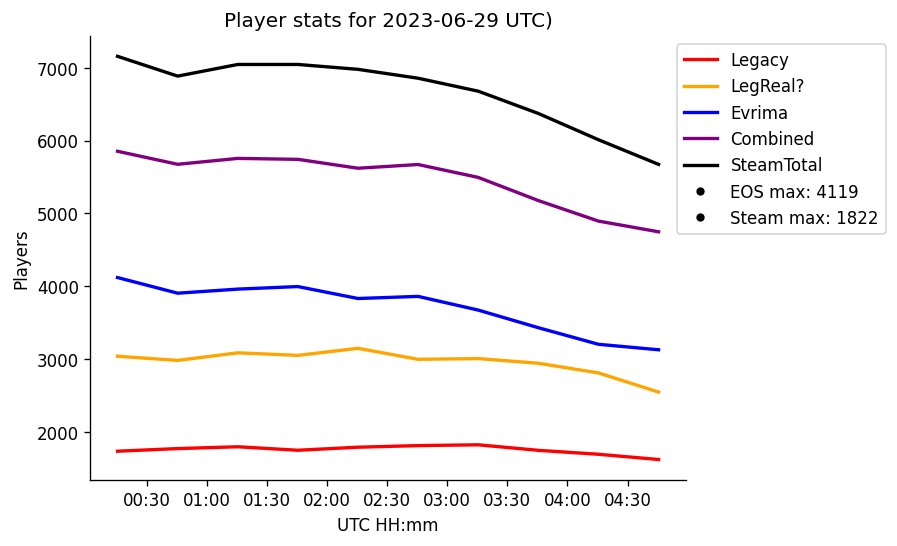 Player stats for 2023-06-29 UTC)
Legacy
LegReal?
Evrima
Combined
SteamTotal
EOS max: 4119
Steam max: 1822
Players
7000
6000
5000
4000
3000
2000
00:30 01:00 01:30 02:00 02:30 03:00 03:30 04:00 04:30
UTC HH:mm